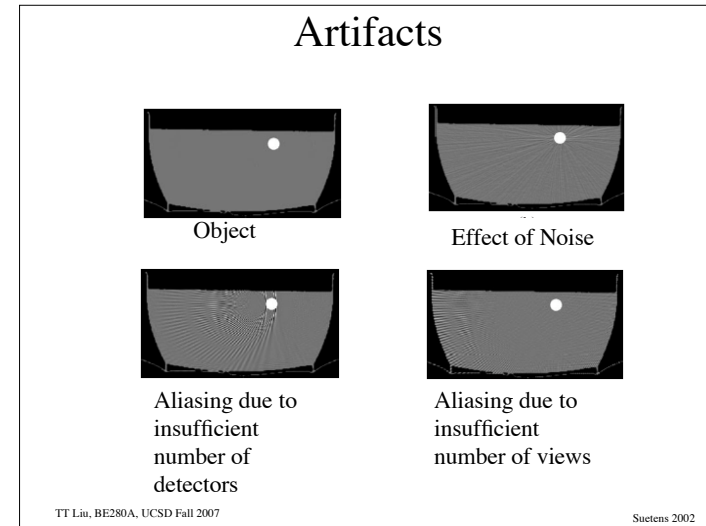 Artifacts
Object
Effect of Noise
Aliasing due to
insufficient
number of
detectors
Aliasing due to
insufficient
number of views
TT Liu, BE280A, UCSD Fall 2007
Suetens 2002